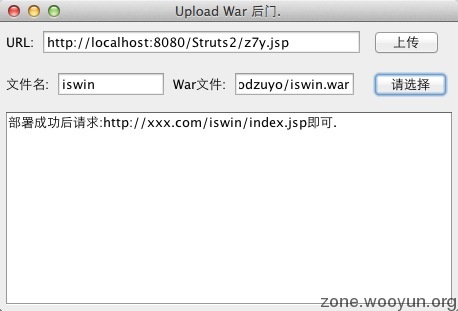 Upload War 后门.
URL: http://localhost:8080/Struts2/z7y.jsp 上传
文件名: iswin War文件: odzuyo/iswin.war 请选择
部署成功后请求:http://xxx.com/iswin/index.jsp即可.
zone.wooyun.org